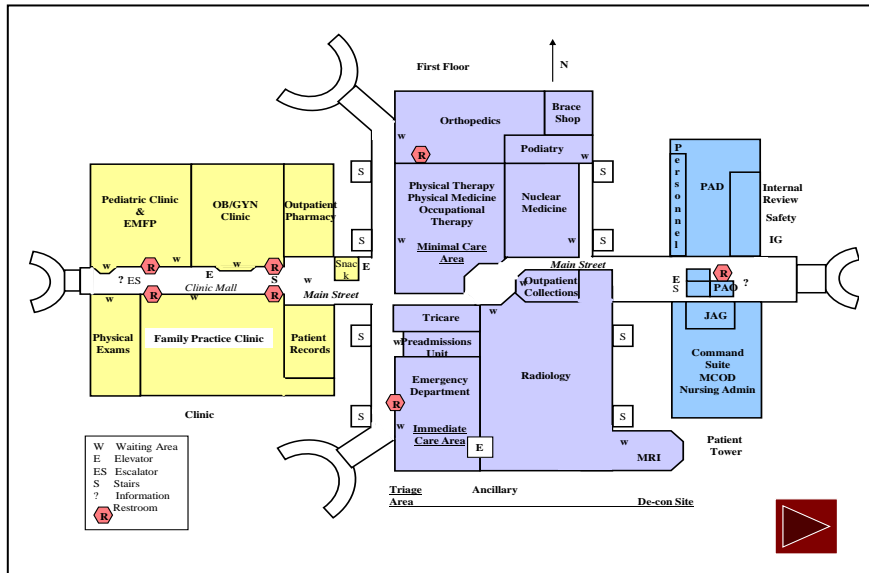 First Floor
N
Orthopedics
Brace
Shop
w
R
Podiatry
w
S
S
Physical Therapy
Physical Medicine
Occupational
Therapy
Minimal Care
Area
w
Nuclear
Medicine
w
S
S
Pediatric Clinic
&
EMFP
OB/GYN
Clinic
Outpatient
Pharmacy
Snac
k
E
w
R
w
E
w
R
S
w
? ES
Clinic Mall
Main Street
w
R
w
R
Physical
Exams
Family Practice Clinic
Patient
Records
Clinic
Main Street
Outpatient
Collections
w
w
Tricare
Preadmissions
Unit
w
Emergency
Department
R
w
Immediate
Care Area
E
Radiology
S
S
S
S
w
MRI
Personnel
PAD
Internal
Review
Safety
IG
R
E
S
PAO
?
JAG
Command
Suite
MCOD
Nursing Admin
Patient
Tower
W Waiting Area
E Elevator
ES Escalator
S Stairs
? Information
R Restroom
Triage
Area
Ancillary
De-con Site